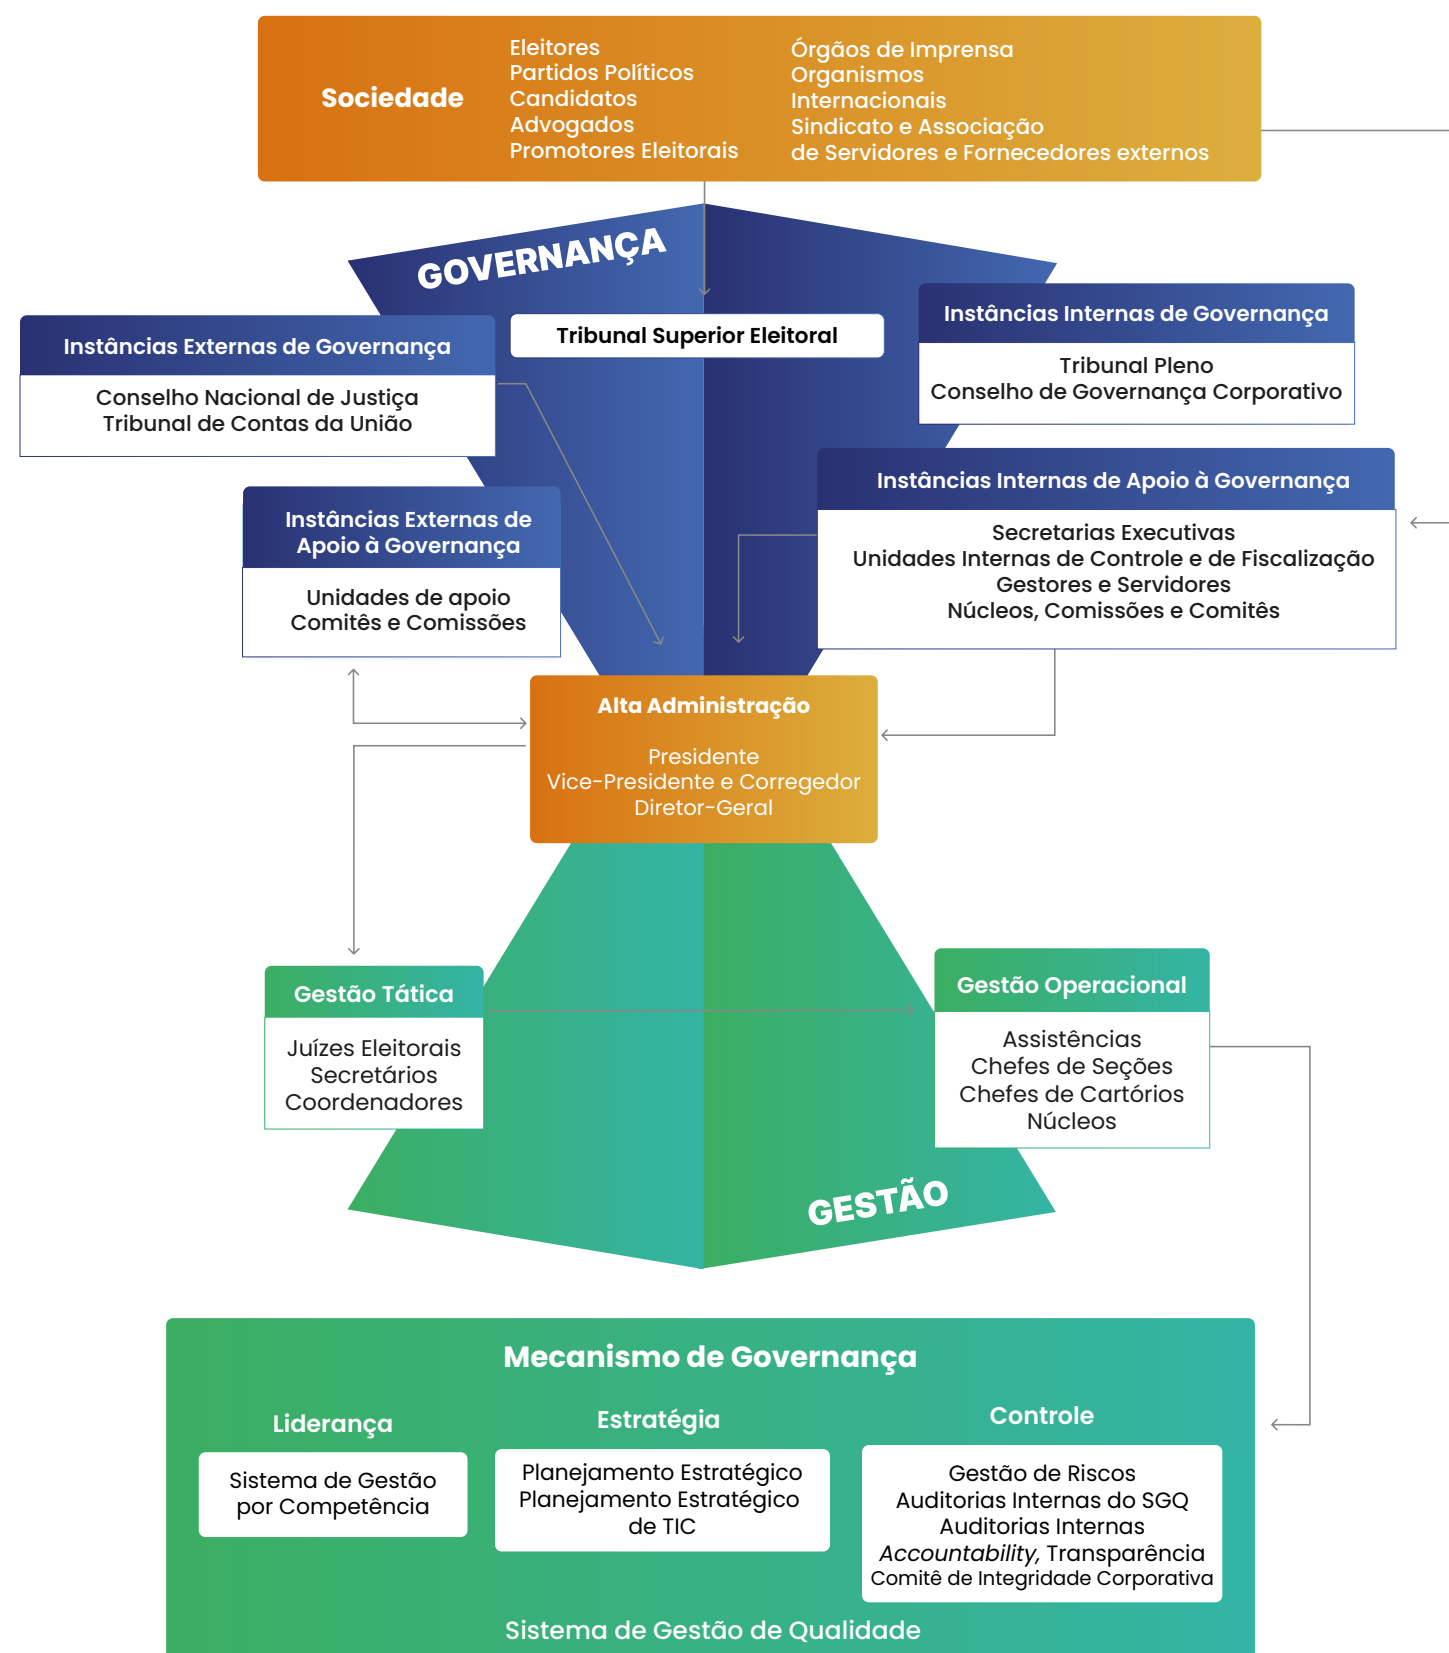 Sociedade
Eleitores
Partidos Políticos
Candidatos
Advogados
Promotores Eleitorais
Órgãos de Imprensa
Organismos
Internacionais
Sindicato e Associação
de Servidores e Fornecedores externos
GOVERNANÇA
Tribunal Superior Eleitoral
Instâncias Externas de Governança
Conselho Nacional de Justiça
Tribunal de Contas da União
Instâncias Internas de Governança
Tribunal Pleno
Conselho de Governança Corporativo
Instâncias Externas de
Apoio à Governança
Unidades de apoio
Comitês e Comissões
Instâncias Internas de Apoio à Governança
Secretarias Executivas
Unidades Internas de Controle e de Fiscalização
Gestores e Servidores
Núcleos, Comissões e Comitês
Alta Administração
Presidente
Vice-Presidente e Corregedor
Diretor-Geral
Gestão Tática
Juízes Eleitorais
Secretários
Coordenadores
Gestão Operacional
Assistências
Chefes de Seções
Chefes de Cartórios
Núcleos
GESTÃO
Mecanismo de Governança
Liderança
Sistema de Gestão
por Competência
Estratégia
Planejamento Estratégico
Planejamento Estratégico
de TIC
Controle
Gestão de Riscos
Auditorias Internas do SGQ
Auditorias Internas
Accountability, Transparência
Comitê de Integridade Corporativa
Sistema de Gestão de Qualidade